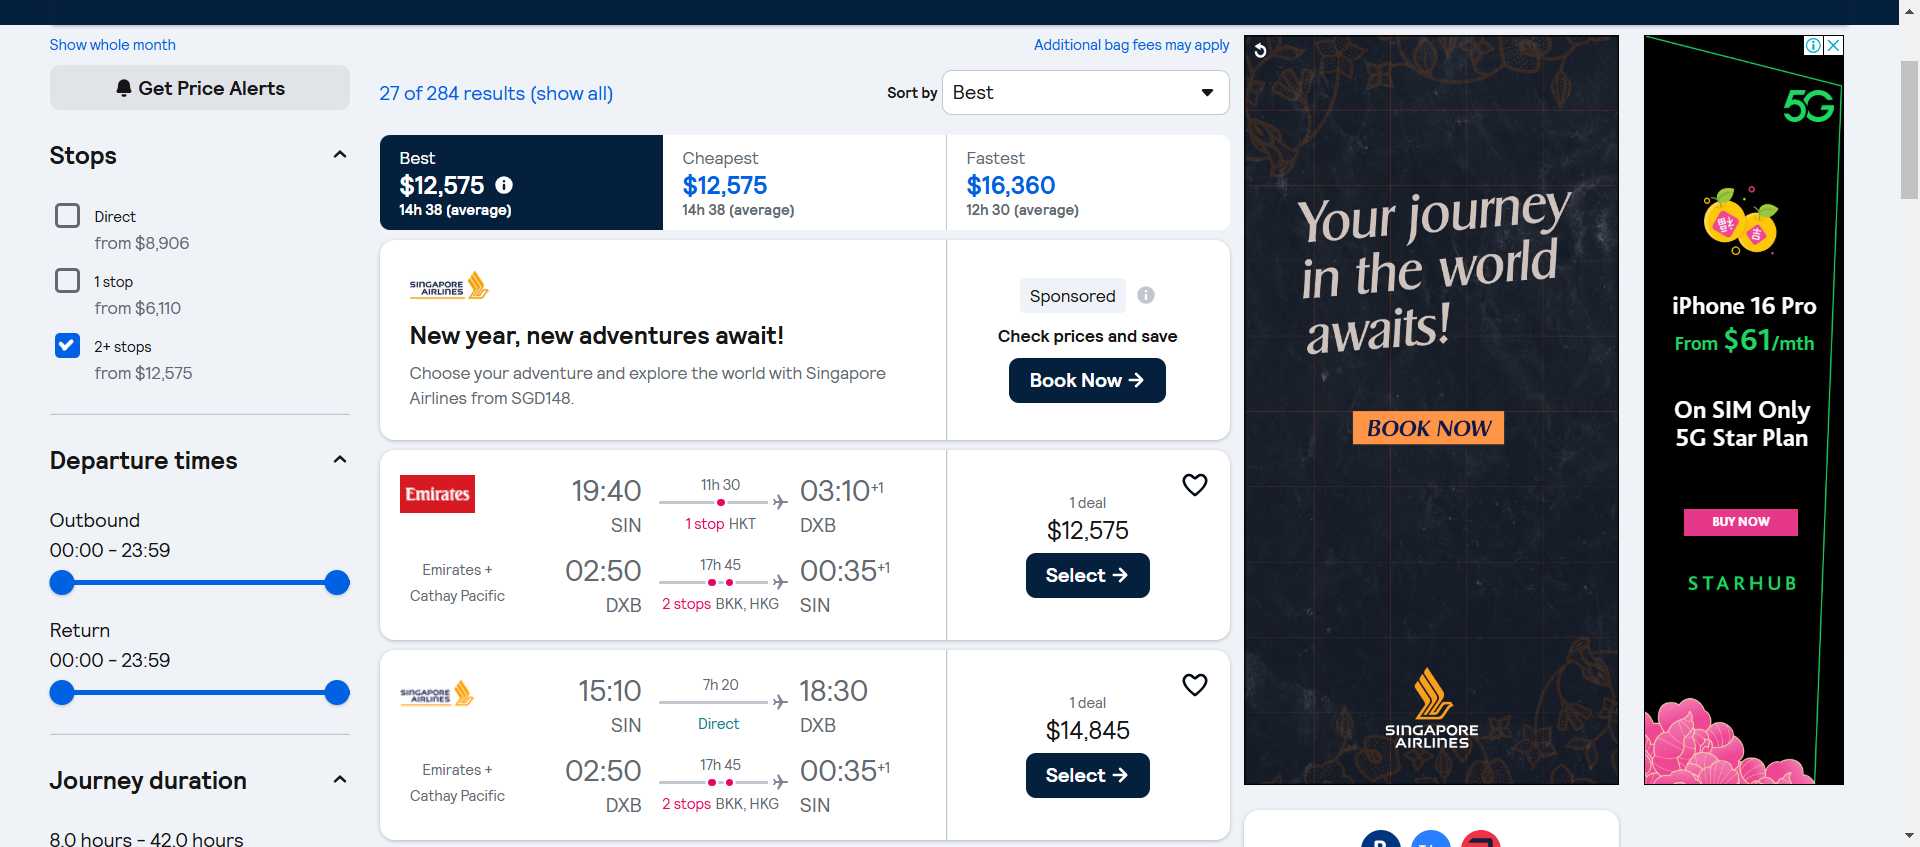 Show whole month
Get Price Alerts
Stops
Direct
from $8,906
1 stop
from $6,110
2+ stops
from $12,575
Departure times
Outbound
00:00 - 23:59
Return
00:00 - 23:59
Journey duration
8.0 hours - 42.0 hours
Additional bag fees may apply
27 of 284 results (show all)
Sort by
Best
Best
$12,575
14h 38 (average)
Cheapest
$12,575
14h 38 (average)
Fastest
$16,360
12h 30 (average)
SINGAPORE
AIRLINES
New year, new adventures await!
Choose your adventure and explore the world with Singapore
Airlines from SGD148.
Sponsored
Check prices and save
Book Now →
Emirates
19:40
SIN
11h 30
1 stop HKT
03:10+1
DXB
Emirates +
Cathay Pacific
02:50
DXB
17h 45
2 stops BKK, HKG
00:35+1
SIN
1 deal
$12,575
Select →
SINGAPORE
AIRLINES
15:10
SIN
7h 20
Direct
18:30
DXB
Emirates +
Cathay Pacific
02:50
DXB
17h 45
2 stops BKK, HKG
00:35+1
SIN
1 deal
$14,845
Select →
Your journey
in the world
awaits!
BOOK NOW
SINGAPORE
AIRLINES
5G
福
吉
iPhone 16 Pro
From $61/mth
On SIM Only
5G Star Plan
BUY NOW
STARHUB